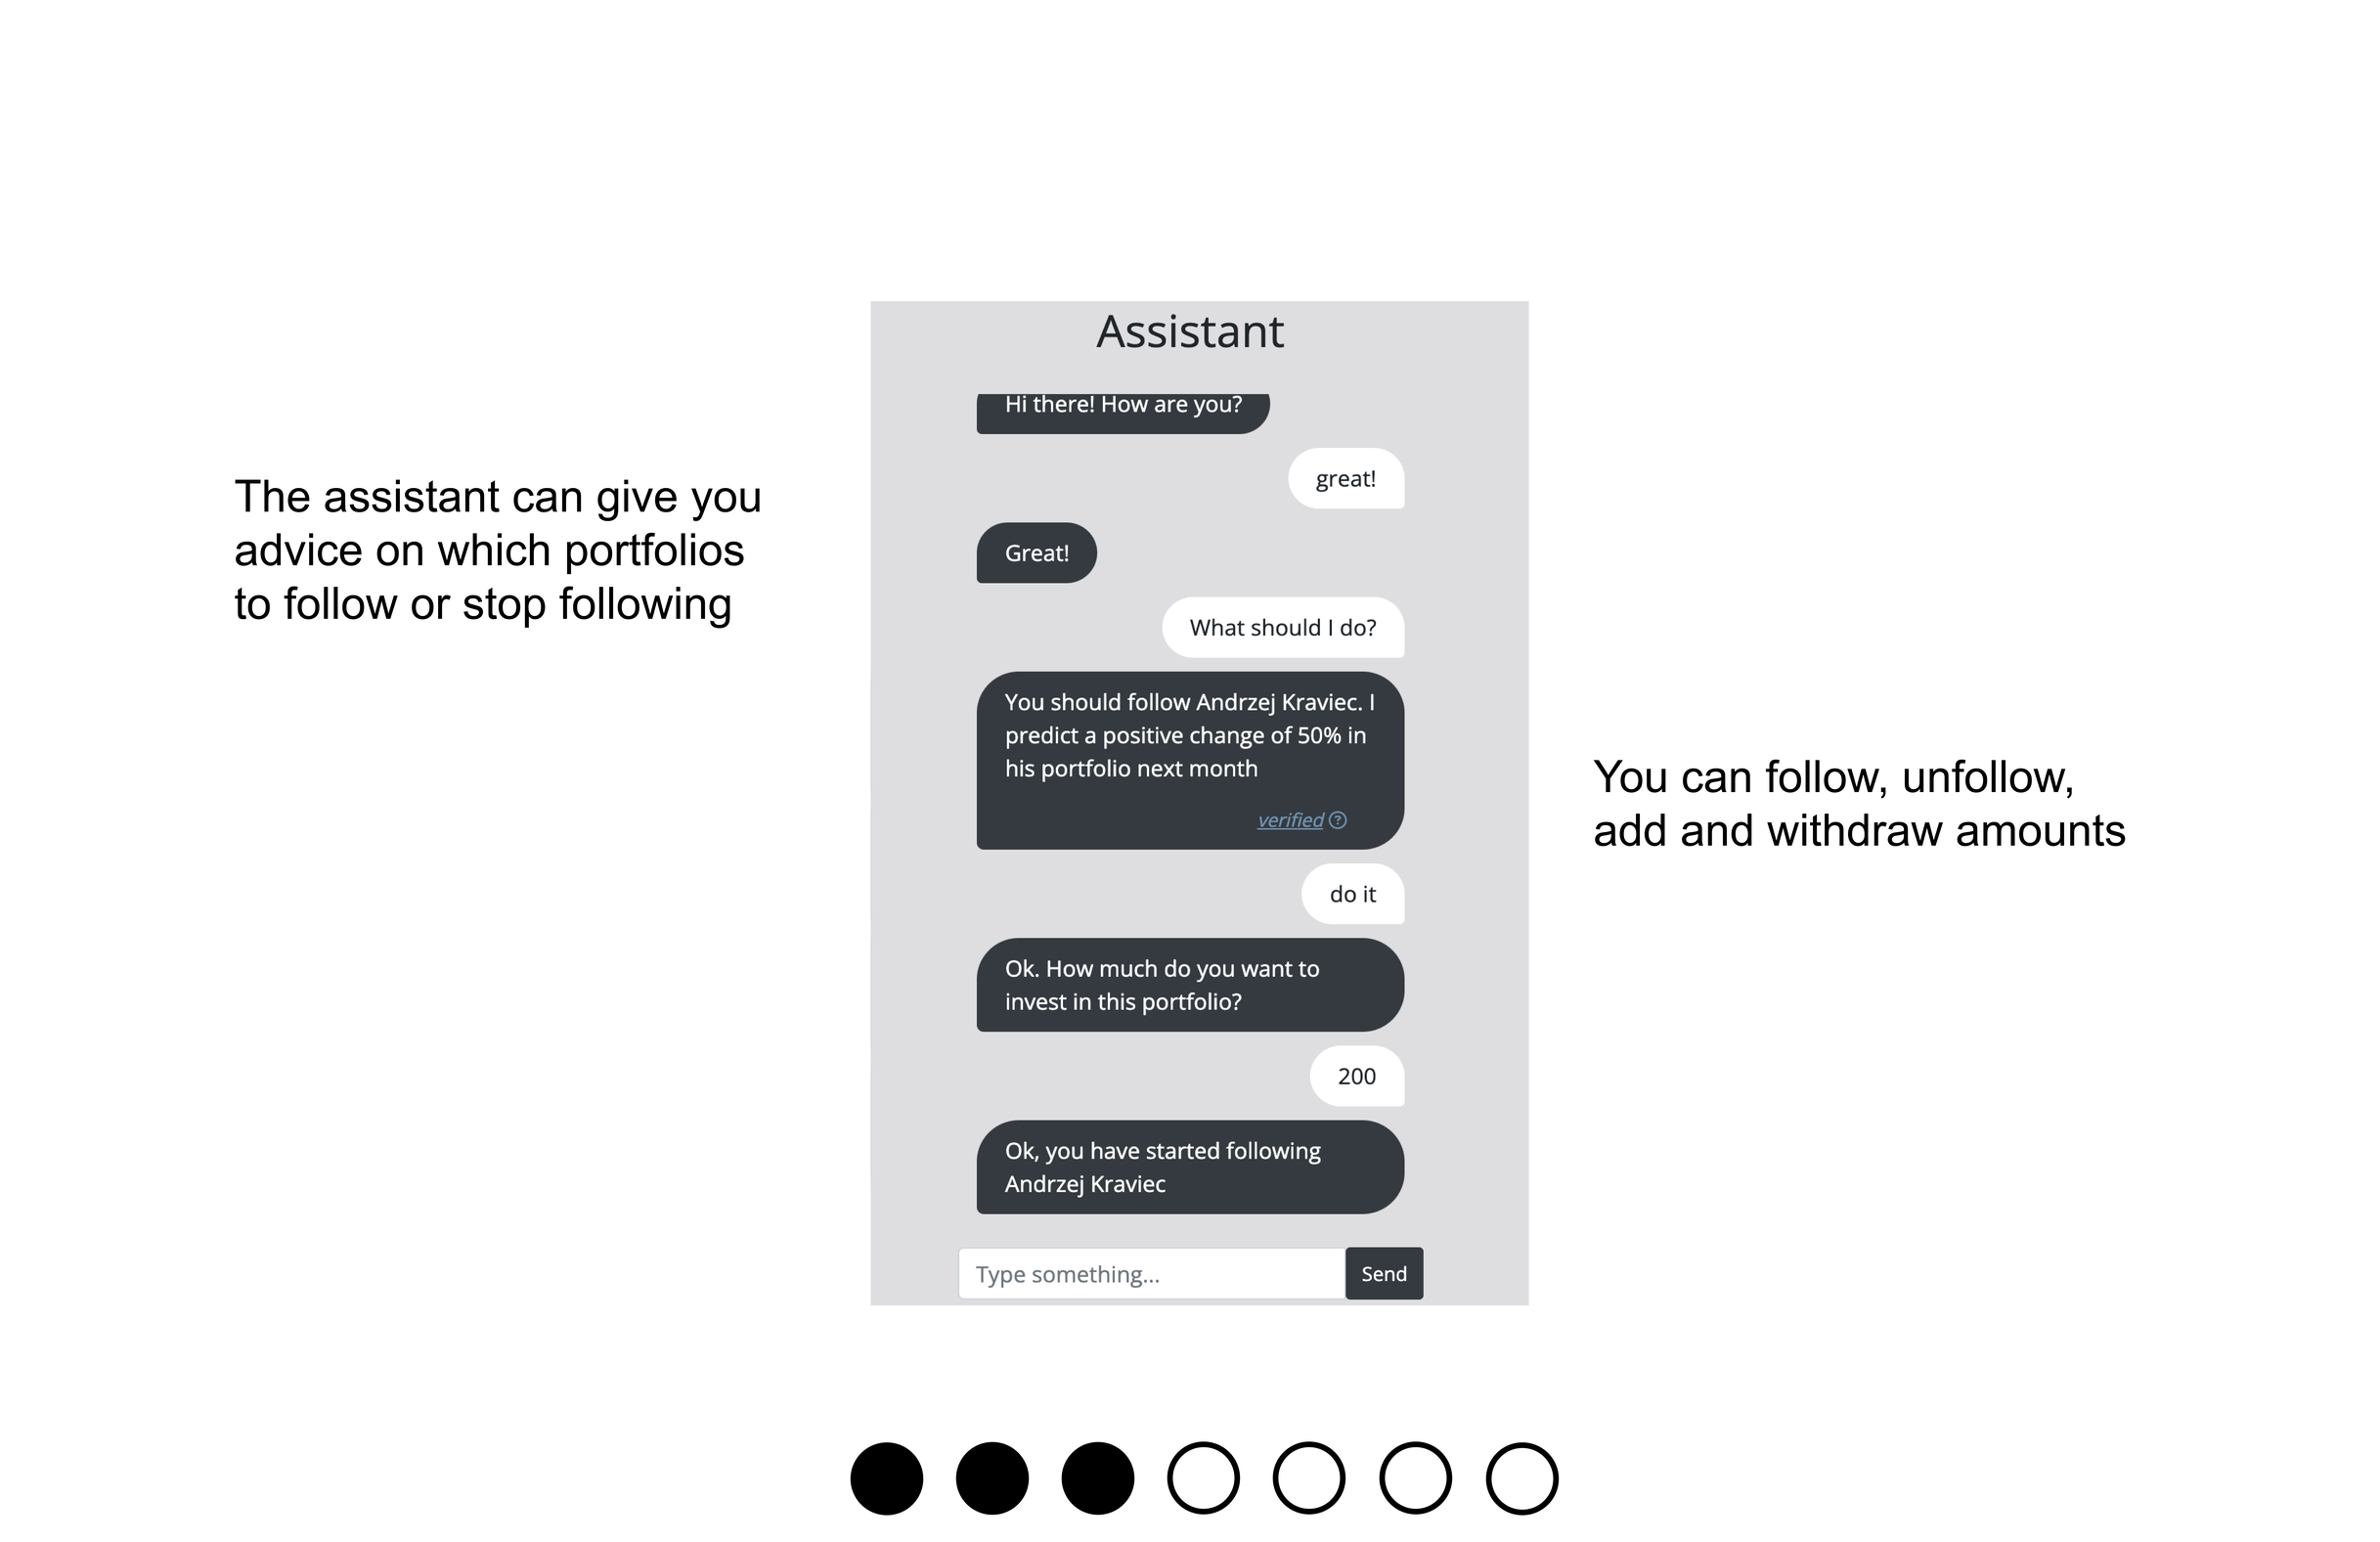 Assistant
Hi there! How are you?
great!
The assistant can give you
advice on which portfolios
to follow or stop following
Great!
What should I do?
You should follow Andrzej Kraviec. I
predict a positive change of 50% in
his portfolio next month
verified ?
You can follow, unfollow,
add and withdraw amounts
do it
Ok. How much do you want to
invest in this portfolio?
200
Ok, you have started following
Andrzej Kraviec
Type something...
Send